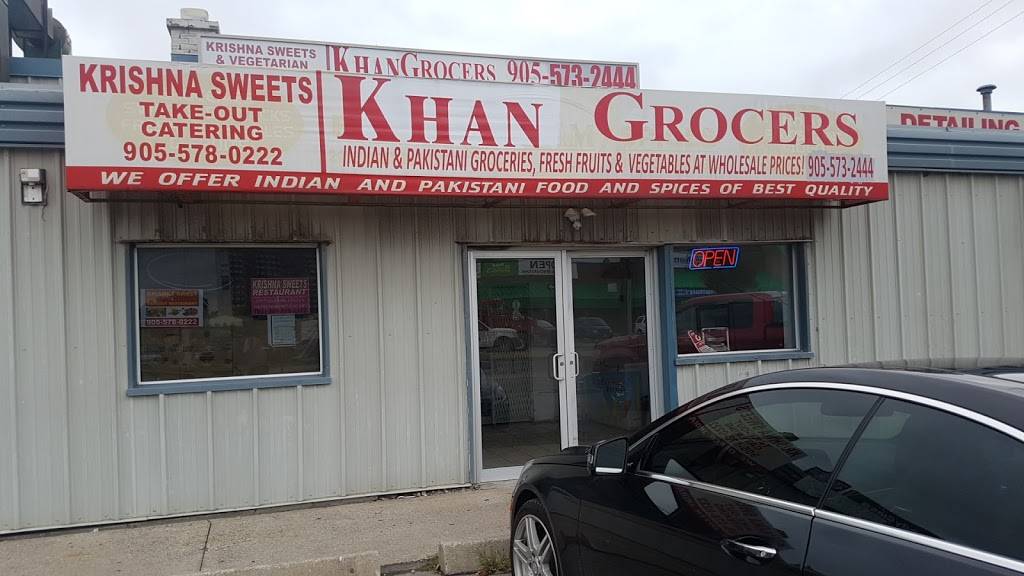 KRISHNA SWEETS
& VEGETARIAN
KHAN GROCERS 905-573-2444
KRISHNA SWEETS
TAKE-OUT
CATERING
905-578-0222
KHAN GROCERS
INDIAN & PAKISTANI GROCERIES, FRESH FRUITS & VEGETABLES AT WHOLESALE PRICES! 905-573-2444
WE OFFER INDIAN AND PAKISTANI FOOD AND SPICES OF BEST QUALITY
DETAILING
OPEN
KRISHNA SWEETS
RESTAURANT
905-578-0222